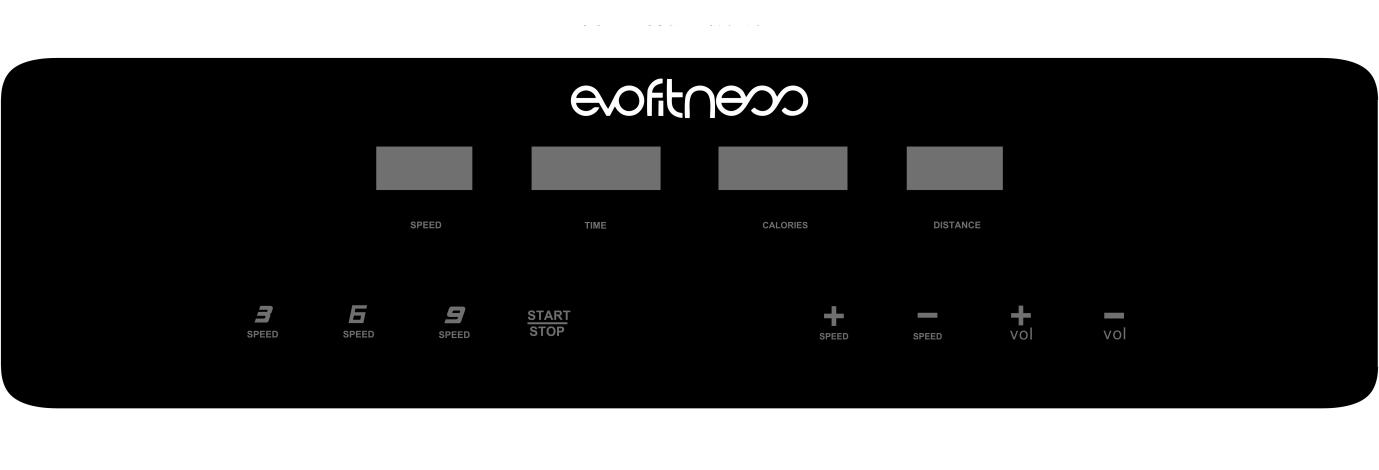 evofitness
SPEED TIME CALORIES DISTANCE
3 6 9 START + - + -
SPEED SPEED SPEED STOP SPEED SPEED vol vol